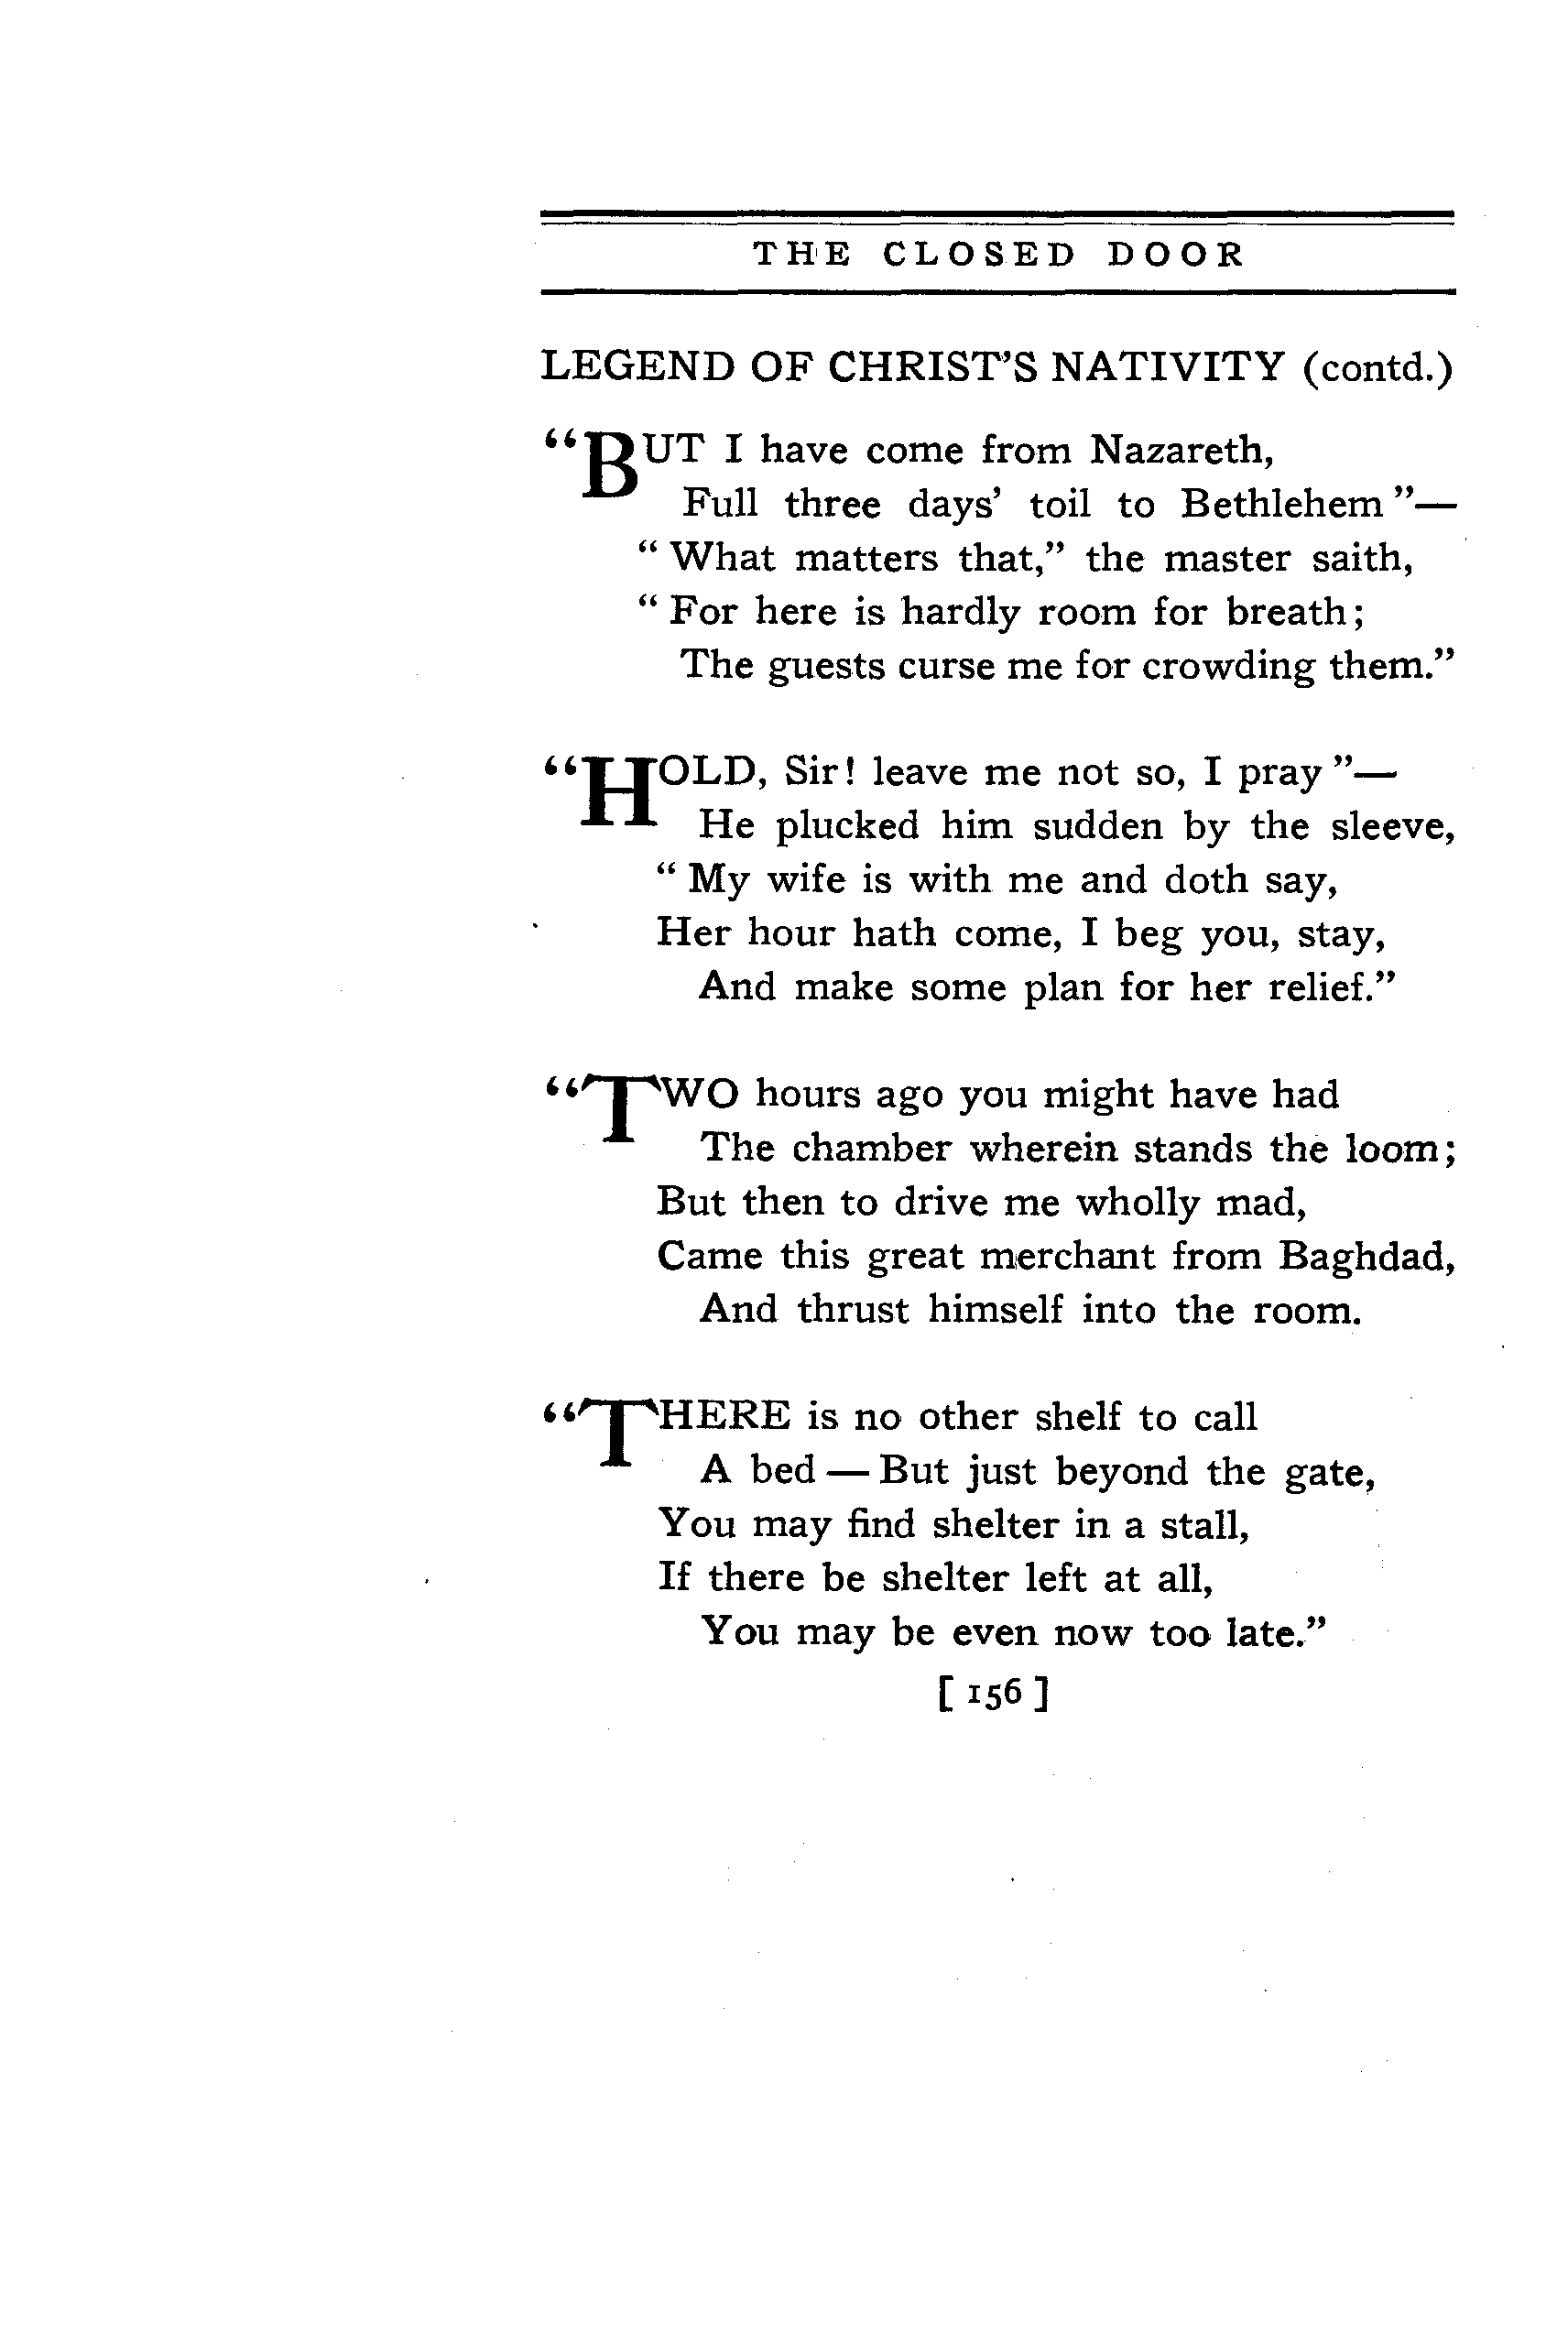 THE CLOSED DOOR
LEGEND OF CHRIST'S NATIVITY (contd.)
“BUT I have come from Nazareth,
Full three days’ toil to Bethlehem”—
“What matters that,” the master saith,
“For here is hardly room for breath;
The guests curse me for crowding them.”
“HOLD, Sir! leave me not so, I pray”—
He plucked him sudden by the sleeve,
“My wife is with me and doth say,
Her hour hath come, I beg you, stay,
And make some plan for her relief.”
“TWO hours ago you might have had
The chamber wherein stands the loom;
But then to drive me wholly mad,
Came this great merchant from Baghdad,
And thrust himself into the room.
“THERE is no other shelf to call
A bed — But just beyond the gate,
You may find shelter in a stall,
If there be shelter left at all,
You may be even now too late.”
[ 156 ]